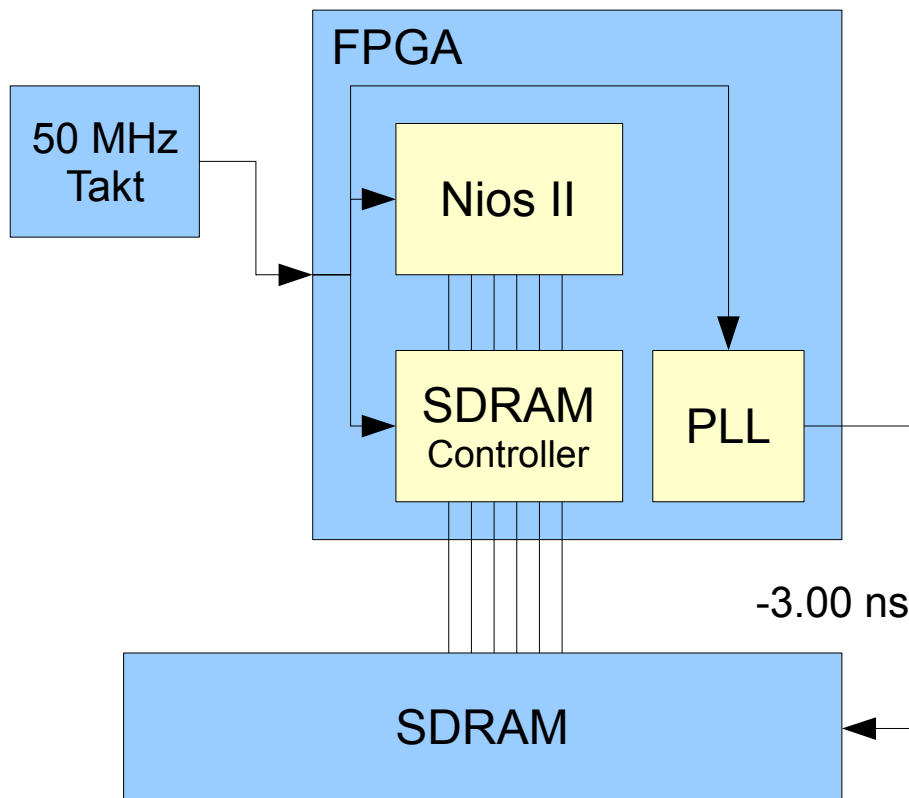 FPGA
50 MHz
Takt
Nios II
SDRAM
Controller
PLL
-3.00 ns
SDRAM